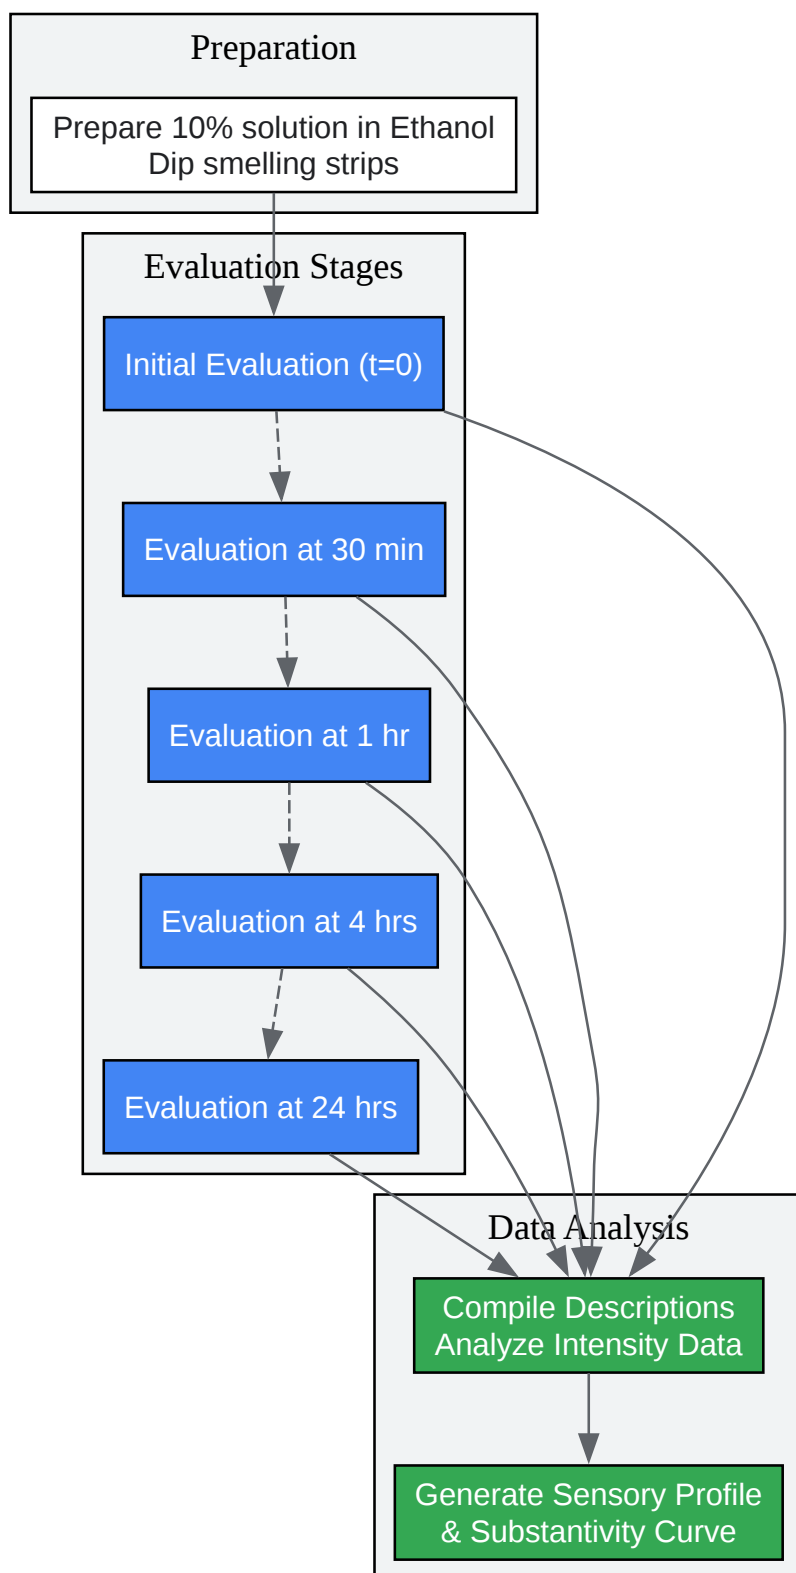 Preparation
Prepare 10% solution in Ethanol
Dip smelling strips
Evaluation Stages
Initial Evaluation (t=0)
Evaluation at 30 min
Evaluation at 1 hr
Evaluation at 4 hrs
Evaluation at 24 hrs
Data Analysis
Compile Descriptions
Analyze Intensity Data
Generate Sensory Profile
& Substantivity Curve